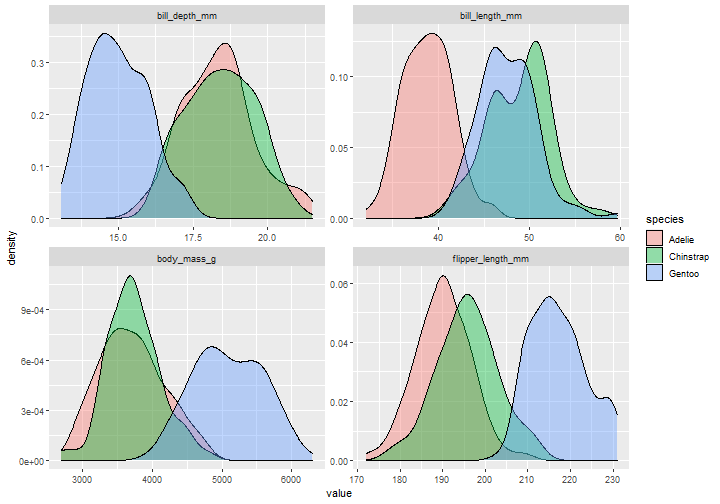 bill_depth_mm
bill_length_mm
0.3
0.2
0.1
0.0
15.0 17.5 20.0
0.10
0.05
0.00
40 50 60
body_mass_g
flipper_length_mm
9e-04
6e-04
3e-04
0e+00
3000 4000 5000 6000
0.06
0.04
0.02
0.00
170 180 190 200 210 220 230
density
value
species
Adelie
Chinstrap
Gentoo